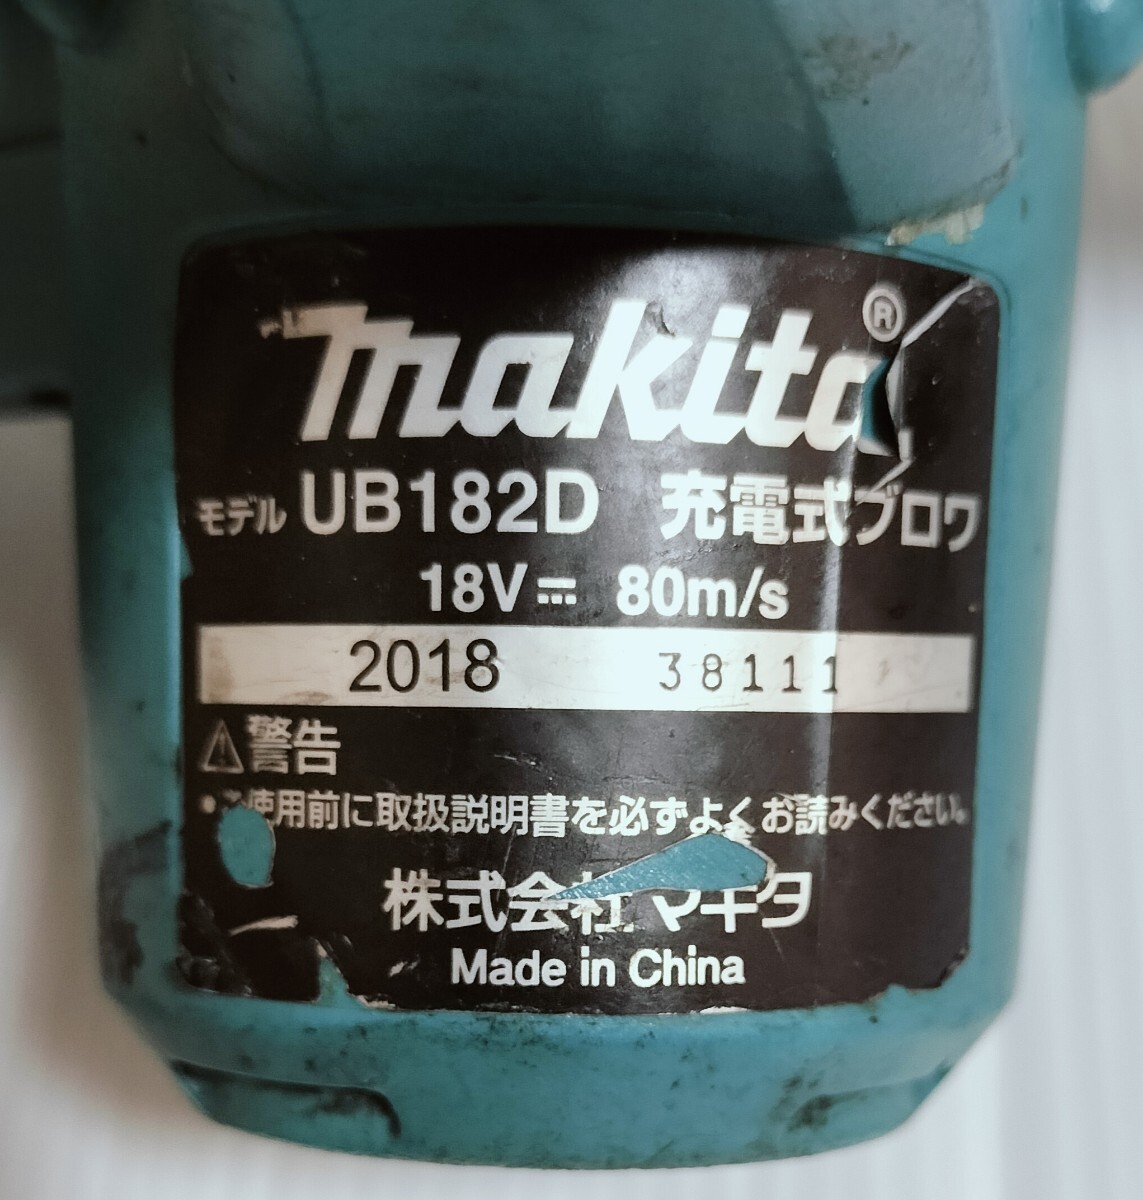 makita®
モデル UB182D 充電式ブロワ
18V⎓ 80m/s
2018 38111
⚠警告
・ご使用前に取扱説明書を必ずよくお読みください。
株式会社マキタ
Made in China